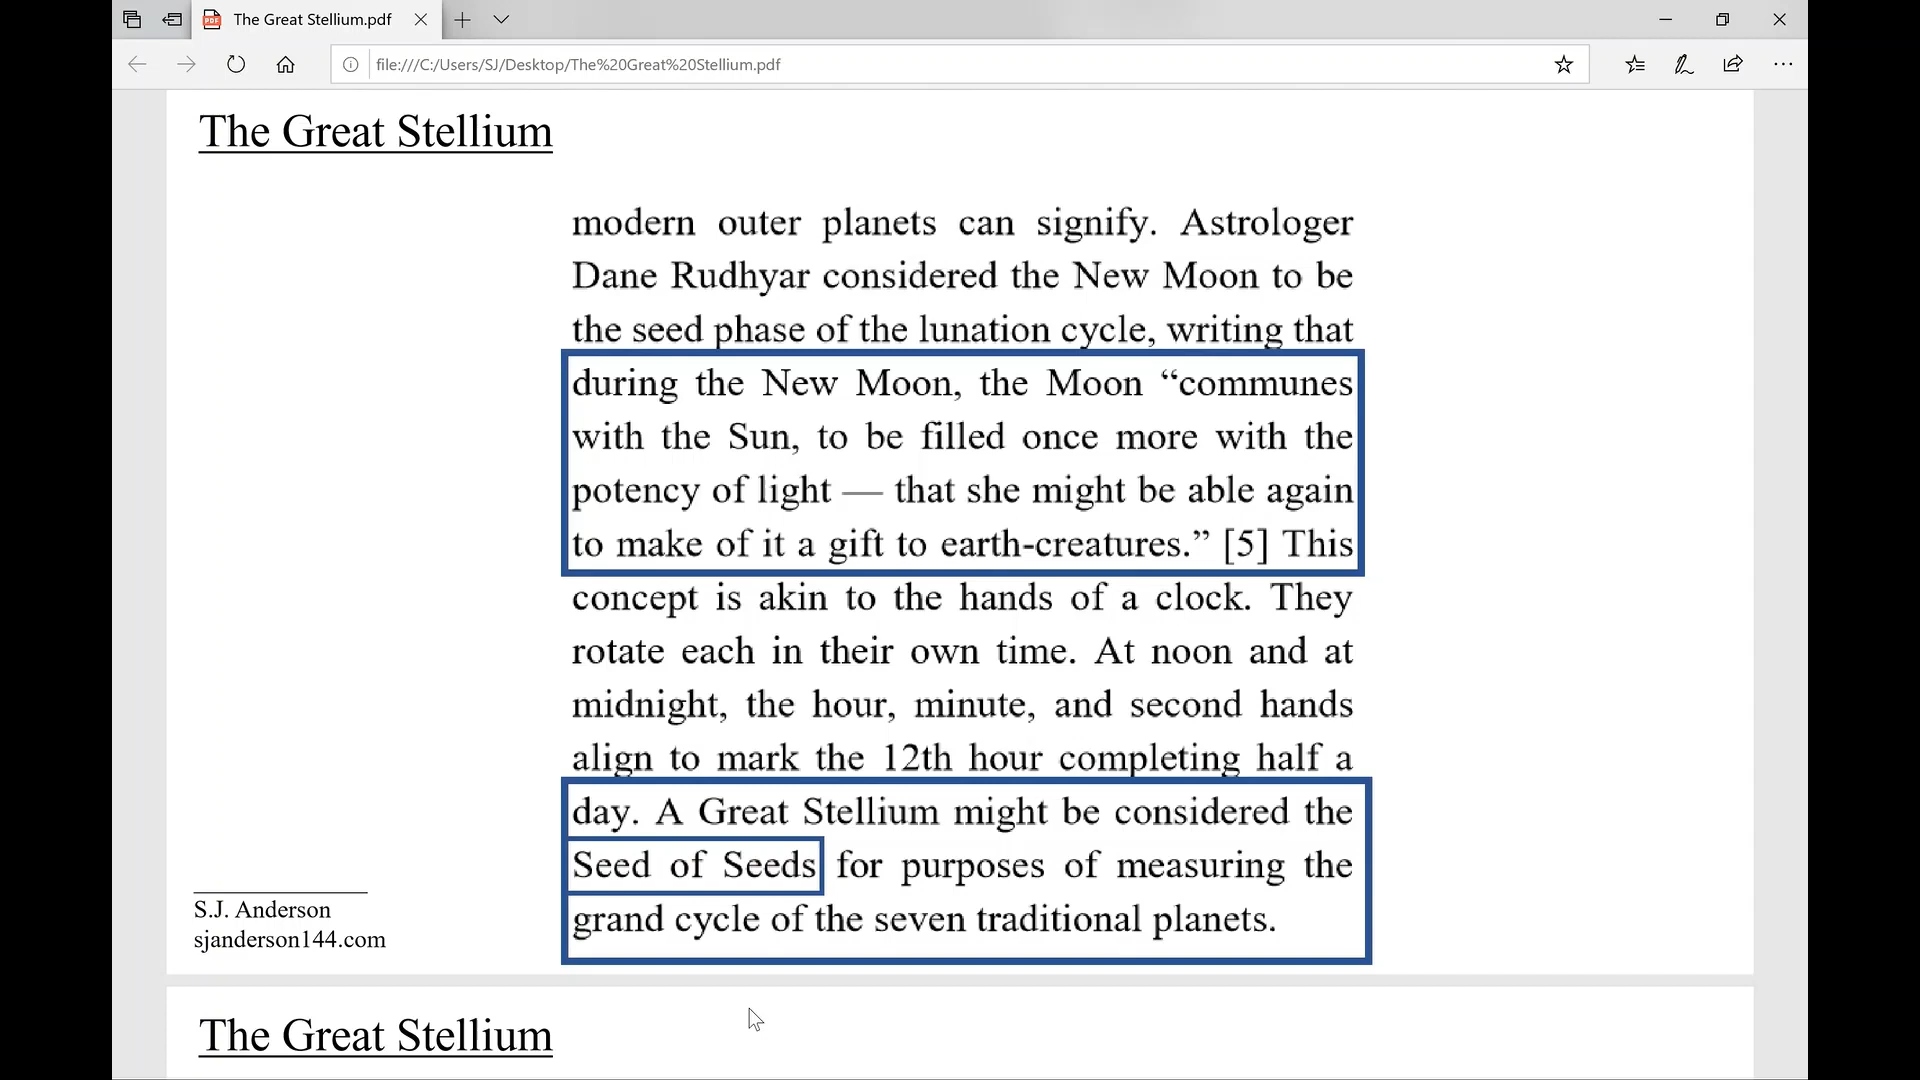 The Great Stellium.pdf
file:///C:/Users/SJ/Desktop/The%20Great%20Stellium.pdf
The Great Stellium
modern outer planets can signify. Astrologer
Dane Rudhyar considered the New Moon to be
the seed phase of the lunation cycle, writing that
during the New Moon, the Moon “communes
with the Sun, to be filled once more with the
potency of light — that she might be able again
to make of it a gift to earth-creatures.” [5] This
concept is akin to the hands of a clock. They
rotate each in their own time. At noon and at
midnight, the hour, minute, and second hands
align to mark the 12th hour completing half a
day. A Great Stellium might be considered the
Seed of Seeds for purposes of measuring the
grand cycle of the seven traditional planets.
S.J. Anderson
sjanderson144.com
The Great Stellium